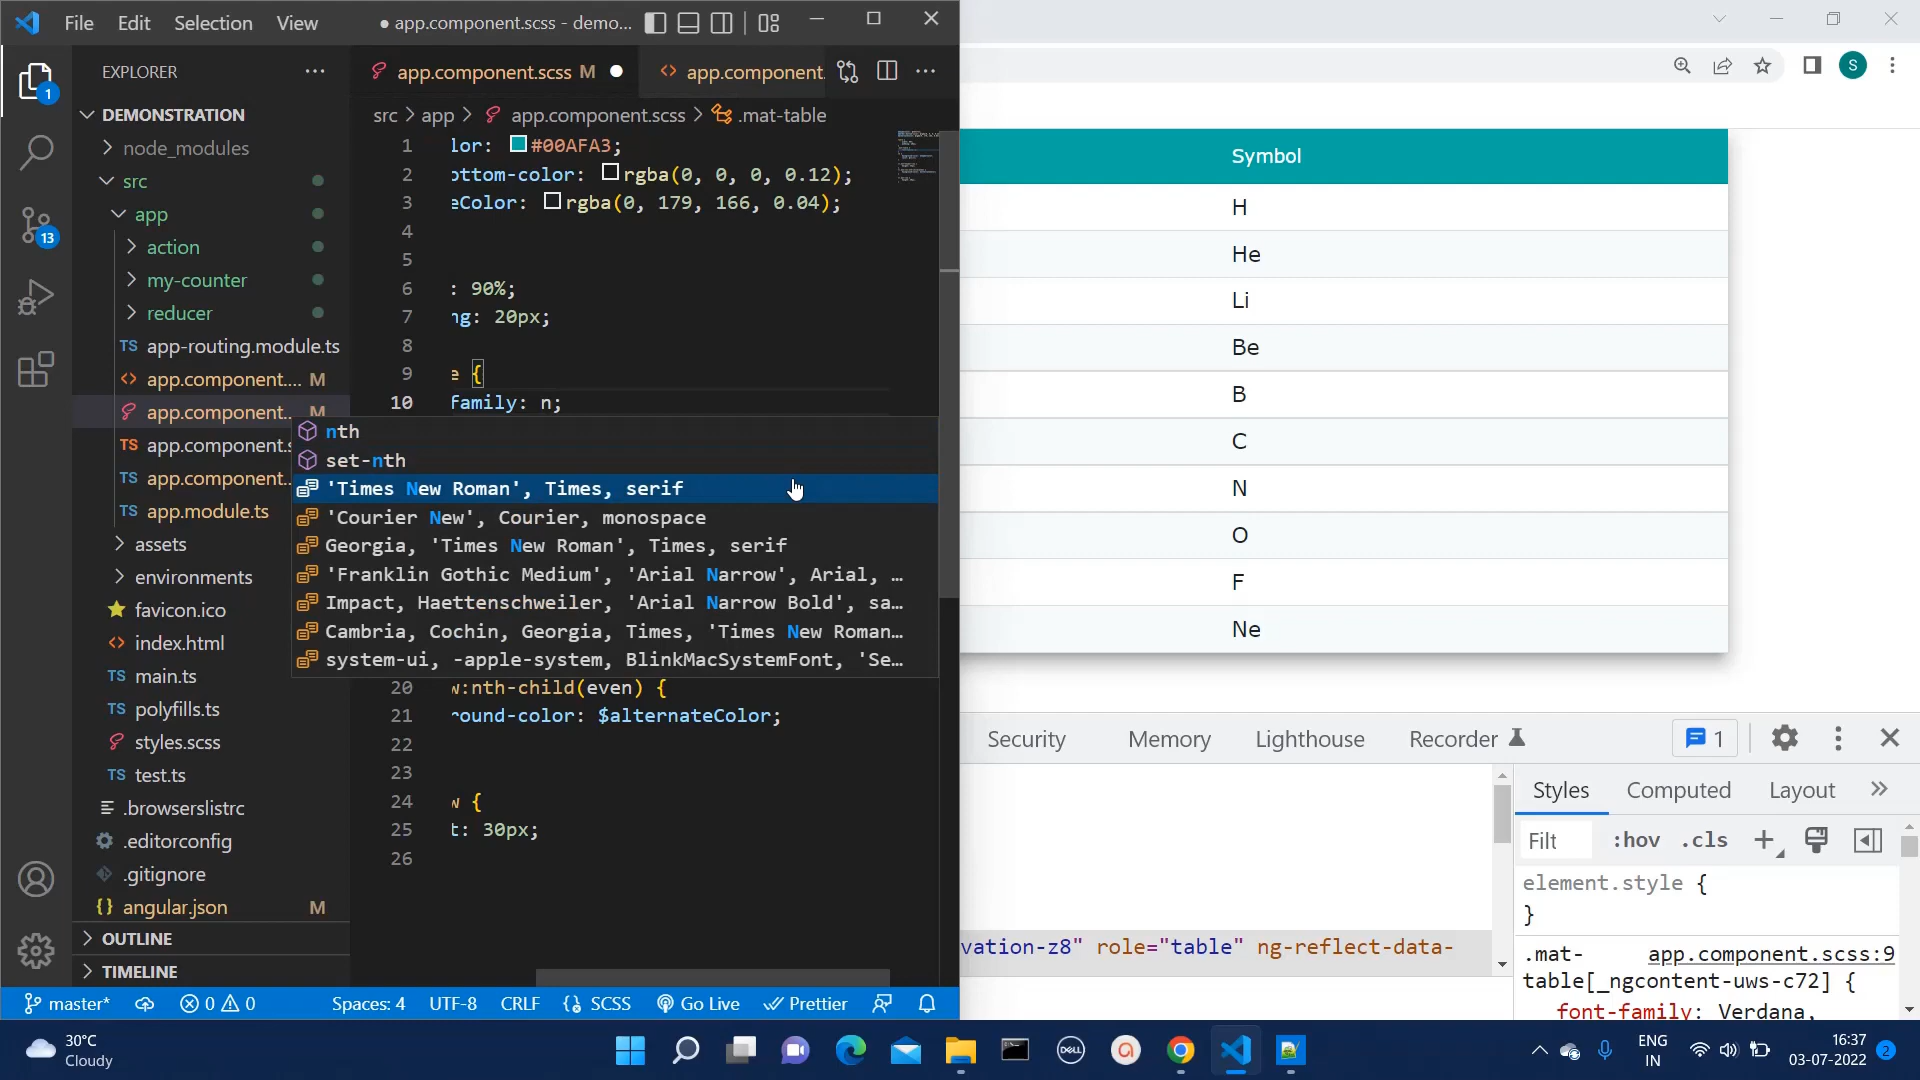 File Edit Selection View
● app.component.scss - demo...
EXPLORER
app.component.scss M
app.component.
DEMONSTRATION
src > app > app.component.scss > .mat-table
node_modules
src
app
action
my-counter
reducer
TS app-routing.module.ts
app.component.... M
app.component.. M
TS app.component.s
TS app.component.
TS app.module.ts
assets
environments
favicon.ico
index.html
TS main.ts
TS polyfills.ts
styles.scss
TS test.ts
.browserslistrc
.editorconfig
.gitignore
{} angular.json M
OUTLINE
TIMELINE
1
13
1 lor: #00AFA3;
2 ottom-color: rgba(0, 0, 0, 0.12);
3 eColor: rgba(0, 179, 166, 0.04);
4
5
6 : 90%;
7 ng: 20px;
8
9 e {
10 family: n;
nth
set-nth
'Times New Roman', Times, serif
'Courier New', Courier, monospace
Georgia, 'Times New Roman', Times, serif
'Franklin Gothic Medium', 'Arial Narrow', Arial, …
Impact, Haettenschweiler, 'Arial Narrow Bold', sa…
Cambria, Cochin, Georgia, Times, 'Times New Roman…
system-ui, -apple-system, BlinkMacSystemFont, 'Se…
20 w:nth-child(even) {
21 round-color: $alternateColor;
22
23
24 w {
25 t: 30px;
26
master* 0 0 Spaces: 4 UTF-8 CRLF SCSS Go Live Prettier
S
Symbol
H
He
Li
Be
B
C
N
O
F
Ne
Security Memory Lighthouse Recorder 1
Styles Computed Layout
Filt :hov .cls
element.style {
}
.mat- app.component.scss:9
table[_ngcontent-uws-c72] {
font-family: Verdana,
vation-z8" role="table" ng-reflect-data-
30°C
Cloudy
DELL
ENG
IN
16:37
03-07-2022
2